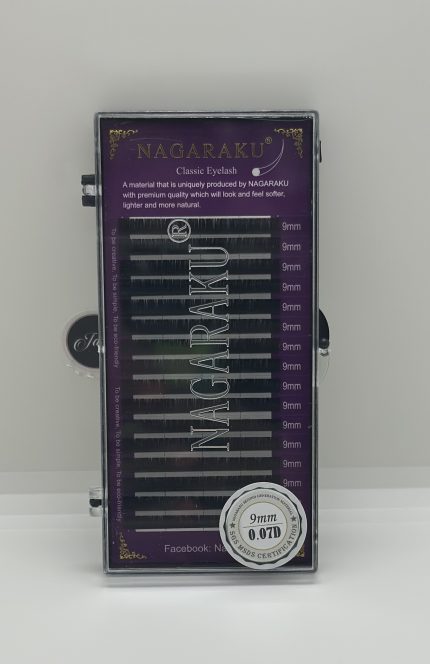 NAGARAKU®
Classic Eyelash
A material that is uniquely produced by NAGARAKU
with premium quality which will look and feel softer,
lighter and more natural.
9mm
9mm
9mm
9mm
9mm
9mm
9mm
9mm
9mm
9mm
9mm
9mm
9mm
9mm
NAGARAKU®
To be creative. To be simple. To be eco-friendly
To be creative. To be simple. To be eco-friendly
9mm
0.07D
SGS MSDS CERTIFICATION
Facebook: